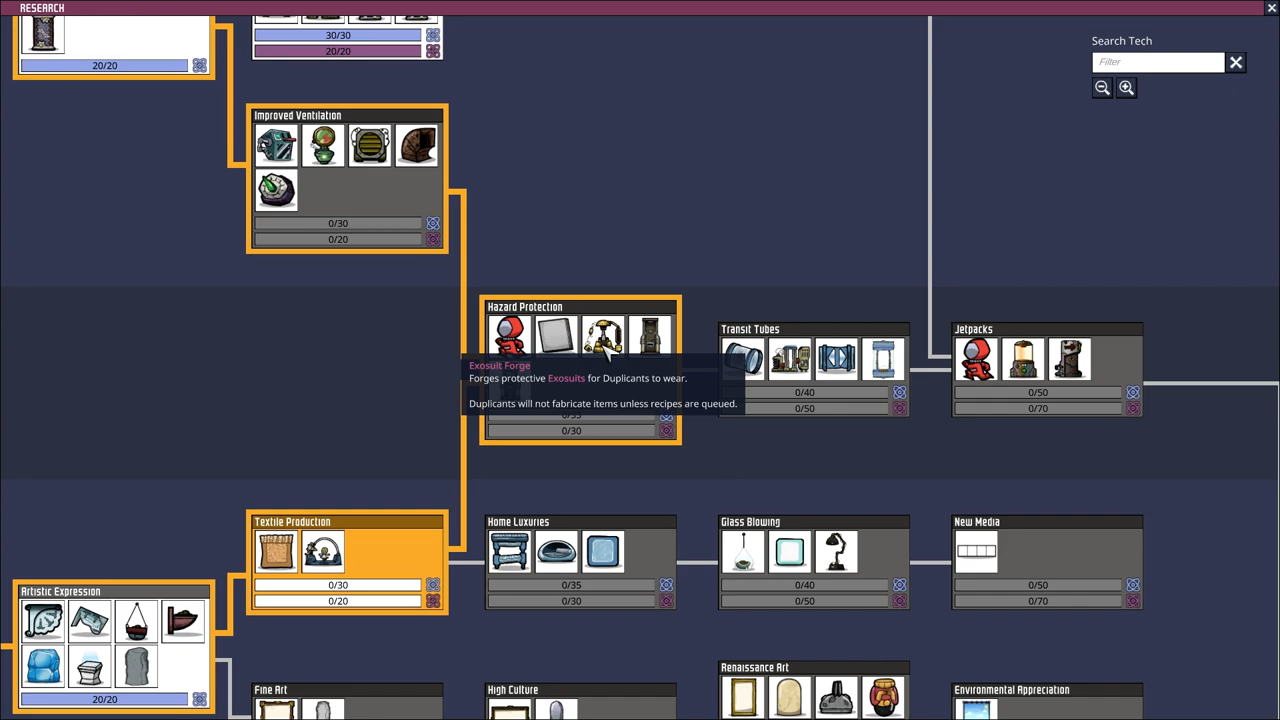 RESEARCH
Search Tech
Filter
30/30
20/20
20/20
Improved Ventilation
0/30
0/20
Hazard Protection
Exosuit Forge
Forges protective Exosuits for Duplicants to wear.
Duplicants will not fabricate items unless recipes are queued.
0/30
Transit Tubes
0/40
0/50
Jetpacks
0/50
0/70
Textile Production
0/30
0/20
Home Luxuries
0/35
0/30
Glass Blowing
0/40
0/50
New Media
0/50
0/70
Artistic Expression
20/20
Fine Art
High Culture
Renaissance Art
Environmental Appreciation